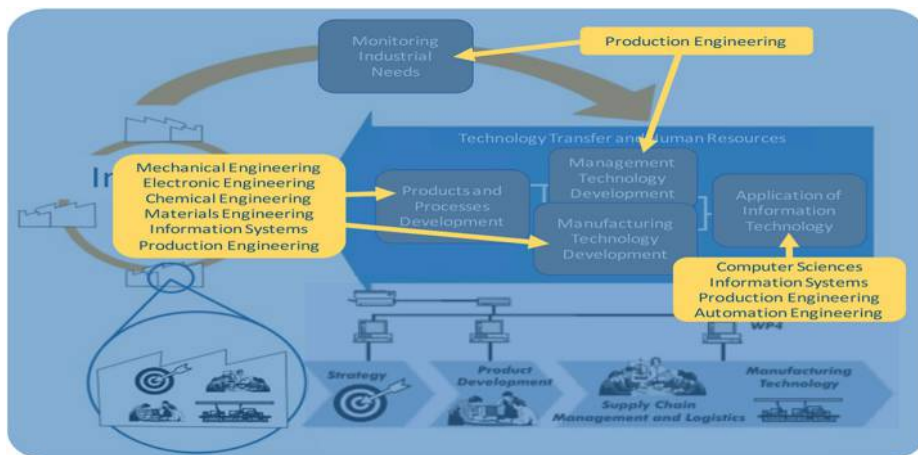 Monitoring
Industrial
Needs
Production Engineering
Technology Transfer and Human Resources
In
Mechanical Engineering
Electronic Engineering
Chemical Engineering
Materials Engineering
Information Systems
Production Engineering
Products and
Processes
Development
Management
Technology
Development
Manufacturing
Technology
Development
Application of
Information
Technology
Computer Sciences
Information Systems
Production Engineering
Automation Engineering
WP4
Strategy
Product
Development
Supply Chain
Management and Logistics
Manufacturing
Technology